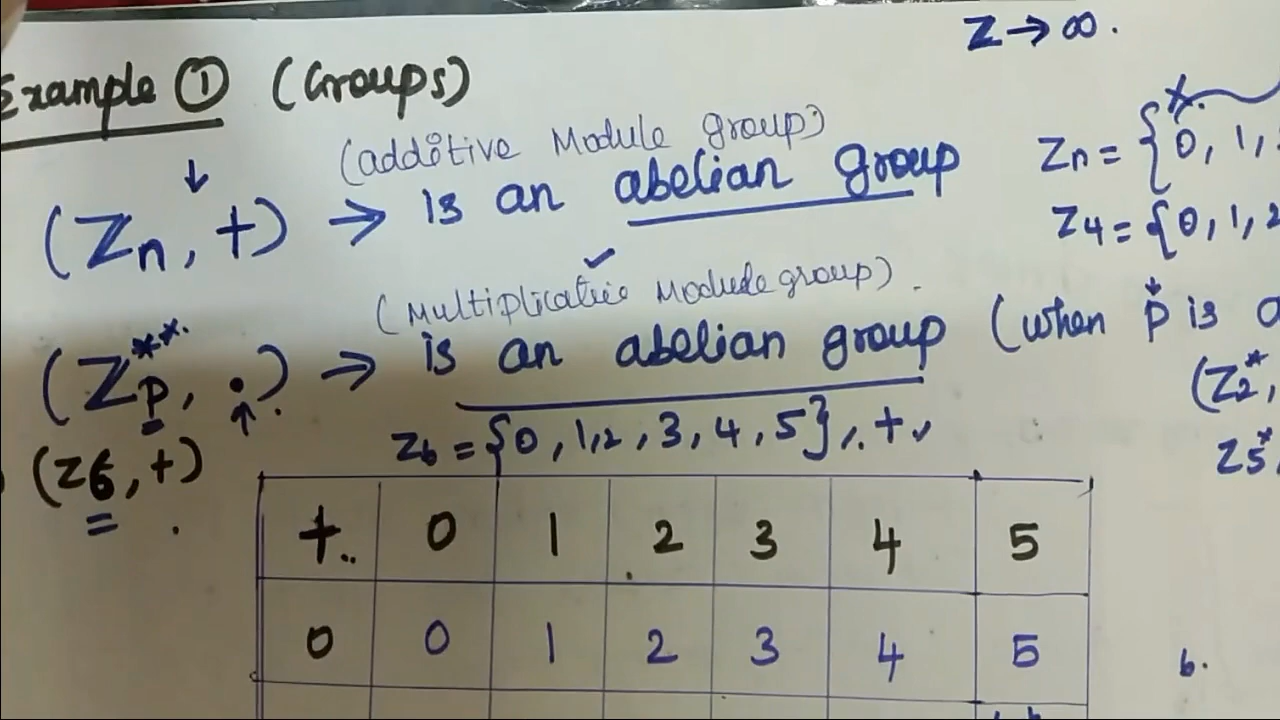 Z → ∞.
Example ① (Groups)
(additive Module group)
(Zn, +) → is an abelian group
Zn = {0, 1,
Z4 = {0, 1, 2
(Multiplicative Module group).
(Zp**, •) → is an abelian group (when p is a
(Z2*,
Z6 = {0, 1, 2, 3, 4, 5}, +
Z5*,
(Z6, +)
+ 0 1 2 3 4 5
0 0 1 2 3 4 5
6.